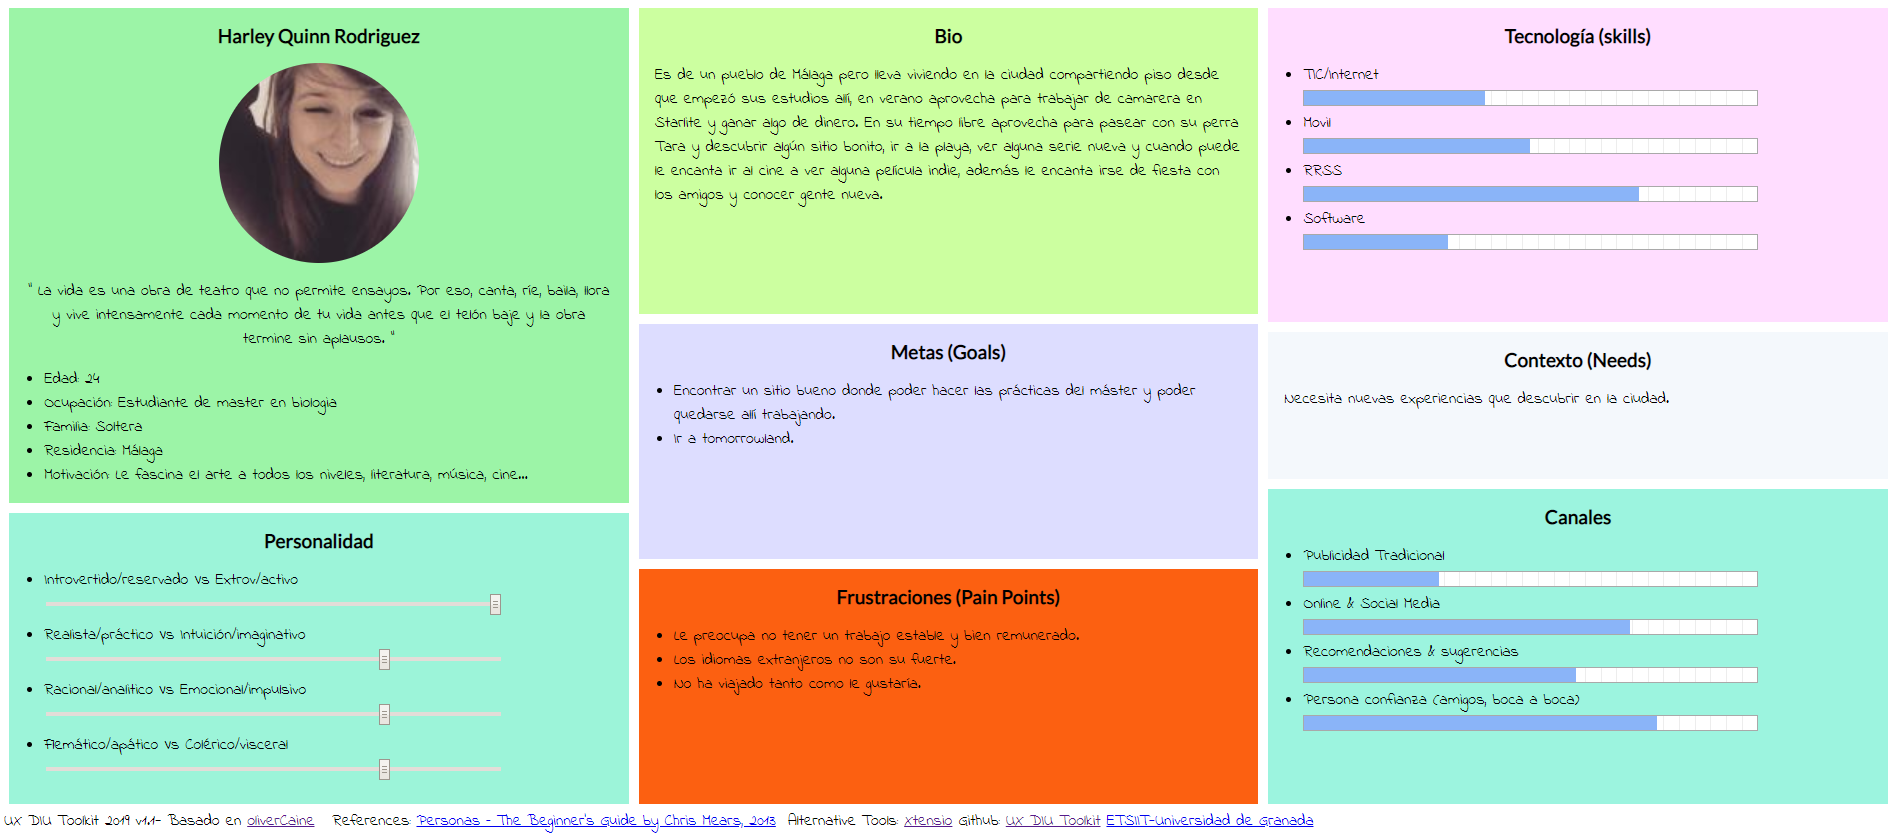 Harley Quinn Rodriguez
" La vida es una obra de teatro que no permite ensayos. Por eso, canta, ríe, baila, llora
y vive intensamente cada momento de tu vida antes que el telón baje y la obra
termine sin aplausos. "
Edad: 24
Ocupación: Estudiante de master en biologia
Familia: Soltera
Residencia: Málaga
Motivación: Le fascina el arte a todos los niveles, literatura, música, cine...
Personalidad
Introvertido/reservado Vs Extrov/activo
Realista/práctico Vs Intuición/imaginativo
Racional/analitico Vs Emocional/impulsivo
Flemático/apático Vs Colérico/visceral
Bio
Es de un pueblo de Málaga pero lleva viviendo en la ciudad compartiendo piso desde
que empezó sus estudios allí, en verano aprovecha para trabajar de camarera en
Starlite y ganar algo de dinero. En su tiempo libre aprovecha para pasear con su perra
Tara y descubrir algún sitio bonito, ir a la playa, ver alguna serie nueva y cuando puede
le encanta ir al cine a ver alguna película indie, además le encanta irse de fiesta con
los amigos y conocer gente nueva.
Metas (Goals)
Encontrar un sitio bueno donde poder hacer las prácticas del máster y poder
quedarse allí trabajando.
Ir a tomorrowland.
Frustraciones (Pain Points)
Le preocupa no tener un trabajo estable y bien remunerado.
Los idiomas extranjeros no son su fuerte.
No ha viajado tanto como le gustaría.
Tecnología (skills)
TIC/Internet
Movil
RRSS
Software
Contexto (Needs)
Necesita nuevas experiencias que descubrir en la ciudad.
Canales
Publicidad Tradicional
Online & Social Media
Recomendaciones & sugerencias
Persona confianza (amigos, boca a boca)
UX DIU Toolkit 2019 v1.1- Basado en oliverCaine References: Personas - The Beginner's Guide by Chris Mears, 2013 Alternative Tools: Xtensio Github: UX DIU Toolkit ETSIIT-Universidad de Granada